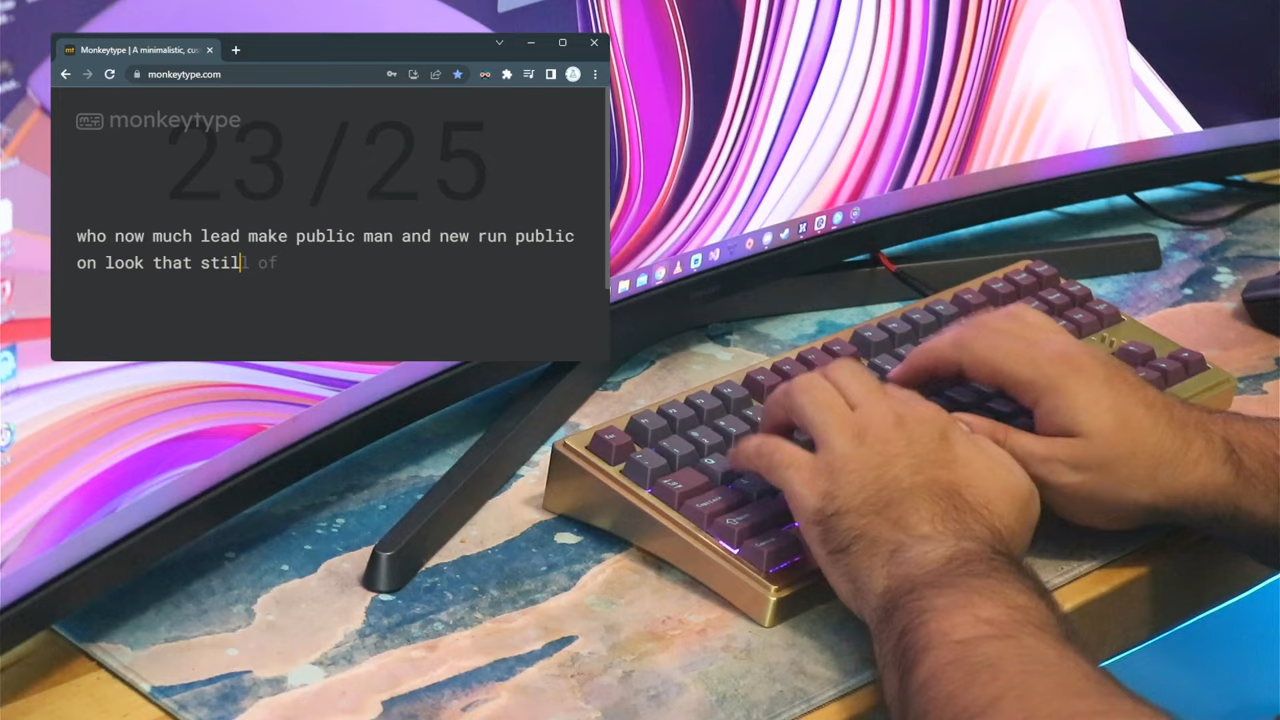 Monkeytype | A minimalistic, cus
monkeytype.com
monkeytype
23/25
who now much lead make public man and new run public
on look that still of